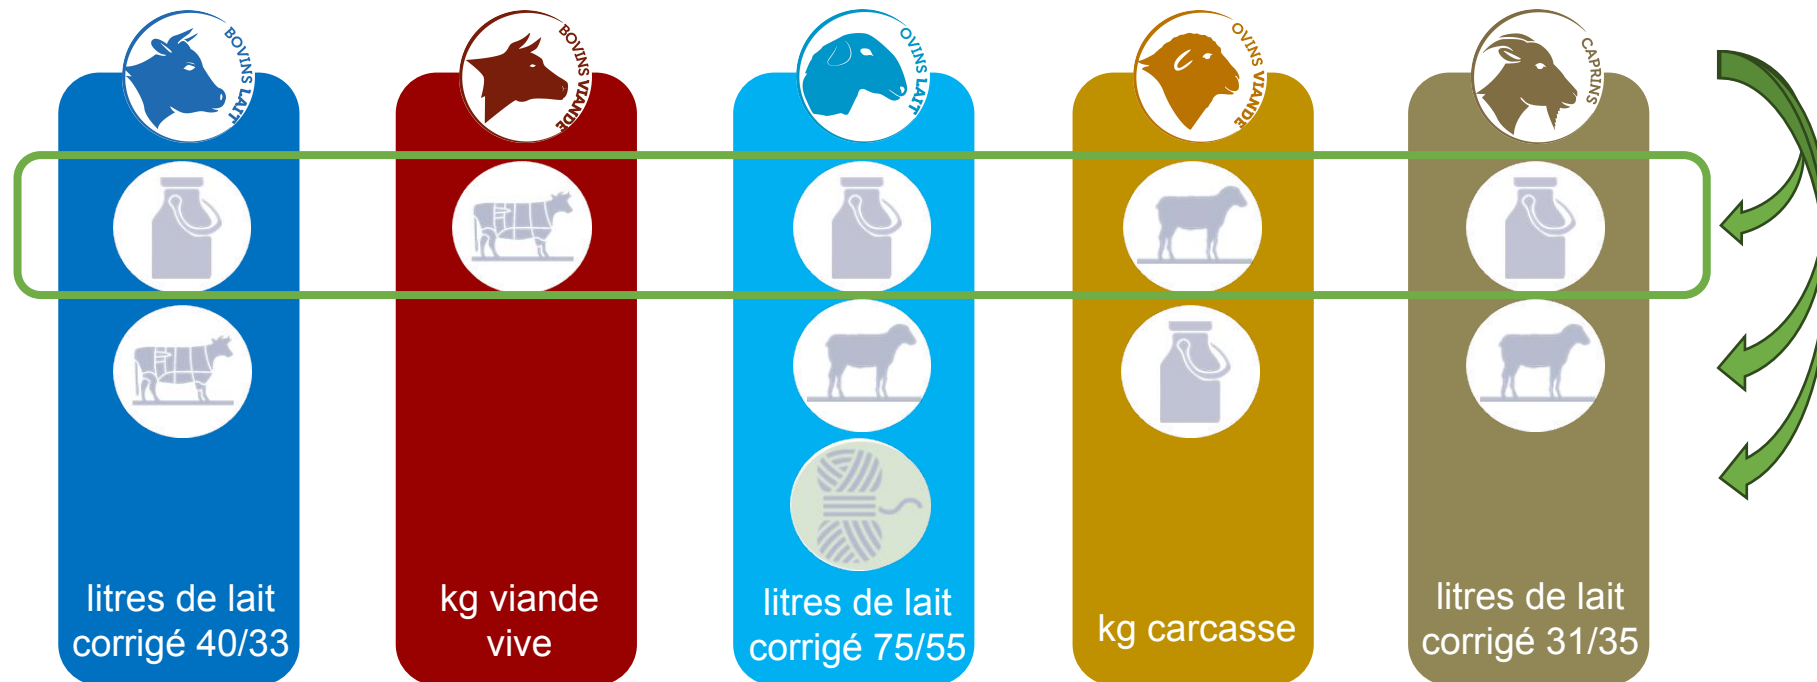 BOVINS LAIT
BOVINS VIANDE
OVINS LAIT
OVINS VIANDE
CAPRINS
litres de lait
corrigé 40/33
kg viande
vive
litres de lait
corrigé 75/55
kg carcasse
litres de lait
corrigé 31/35